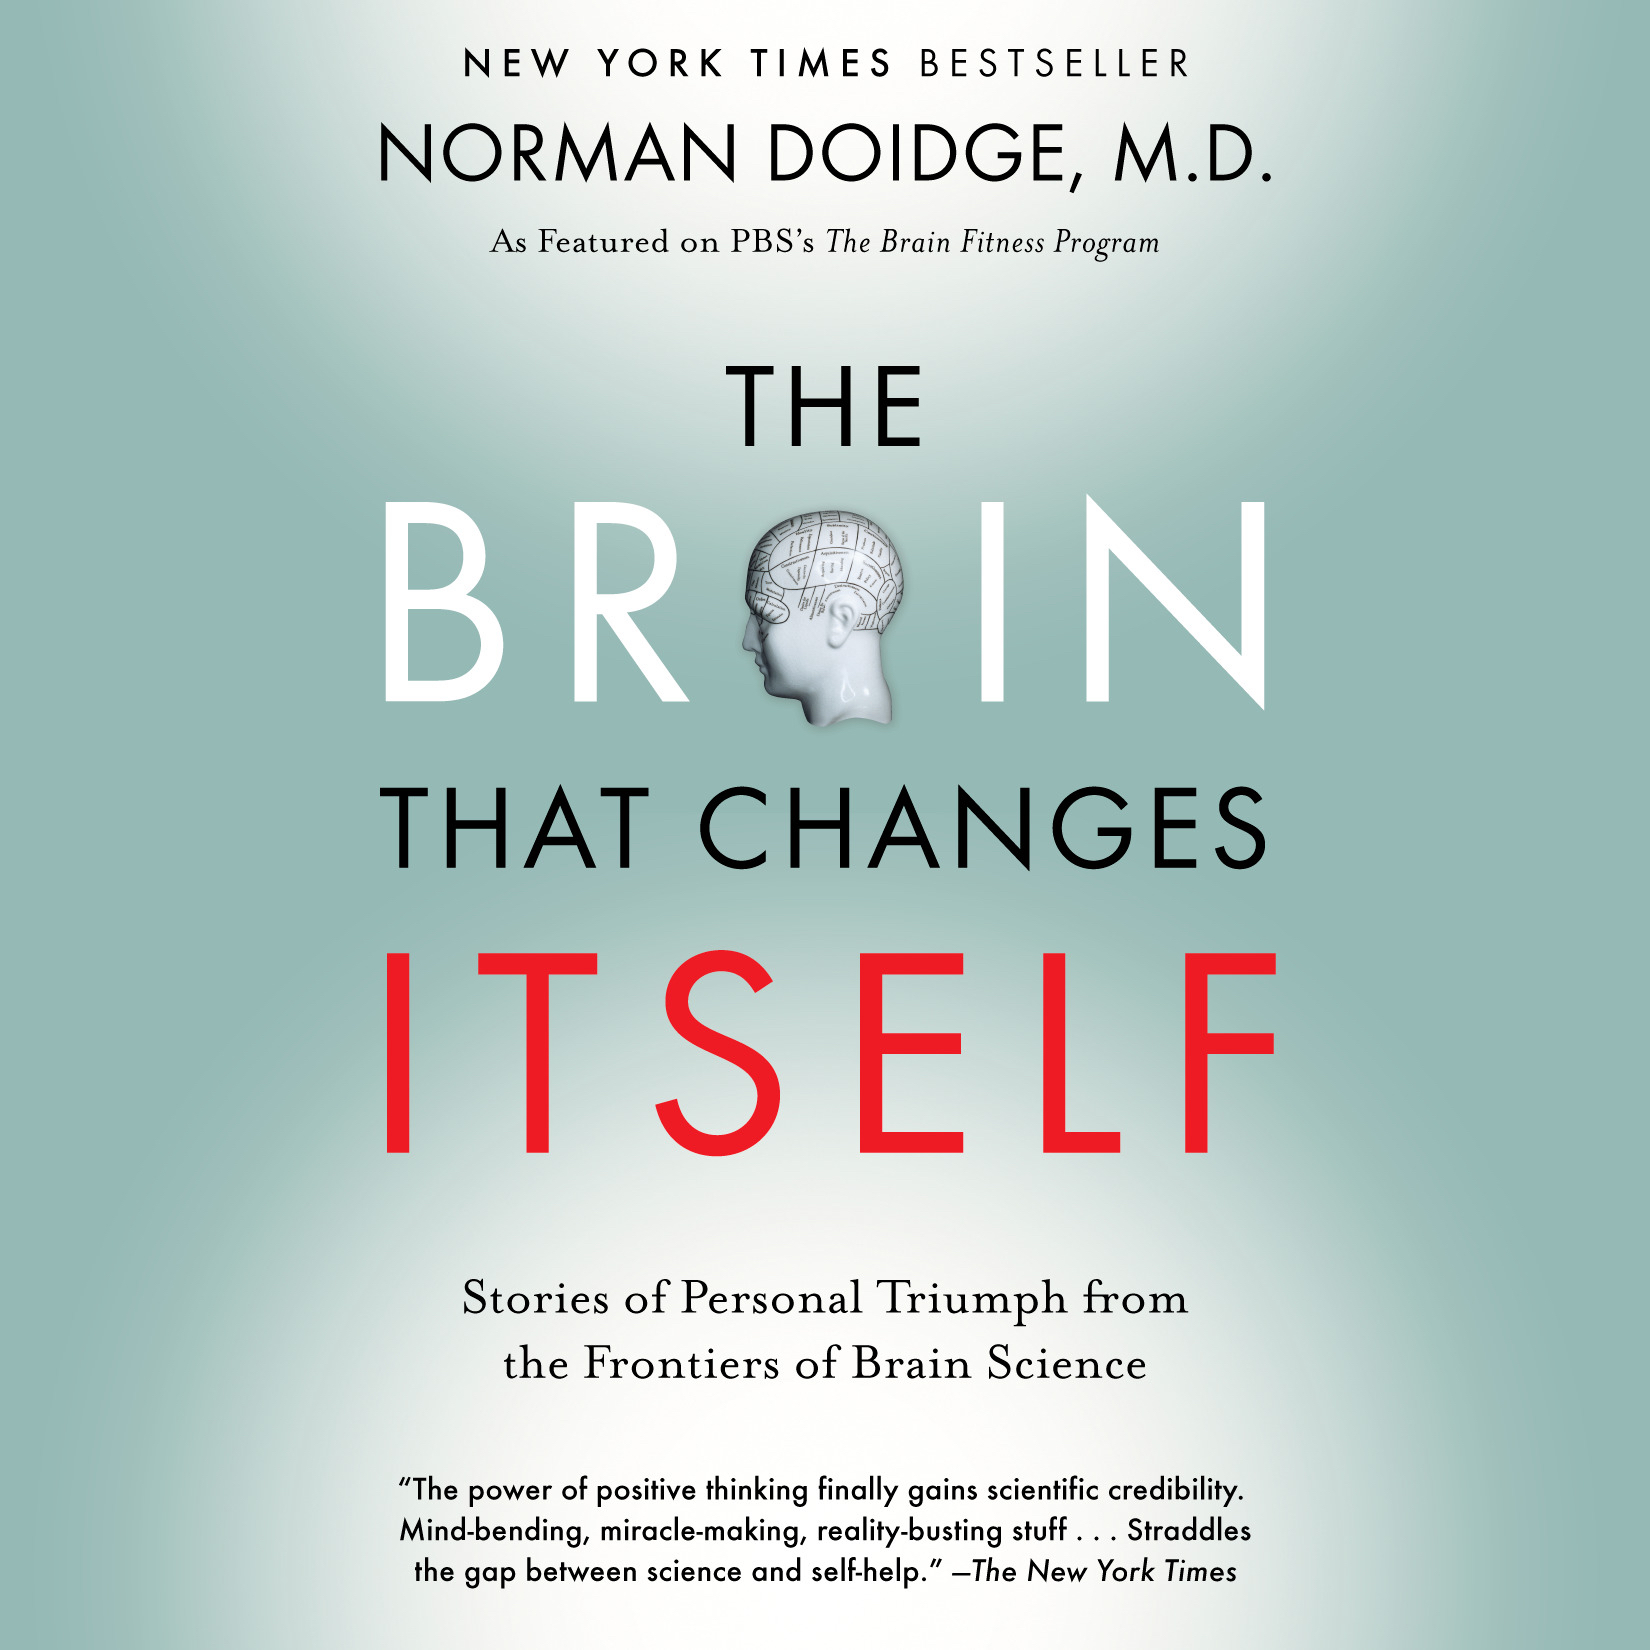 NEW YORK TIMES BESTSELLER
NORMAN DOIDGE, M.D.
As Featured on PBS’s The Brain Fitness Program
THE
BR IN
THAT CHANGES
ITSELF
Stories of Personal Triumph from
the Frontiers of Brain Science
“The power of positive thinking finally gains scientific credibility.
Mind-bending, miracle-making, reality-busting stuff . . . Straddles
the gap between science and self-help.” —The New York Times